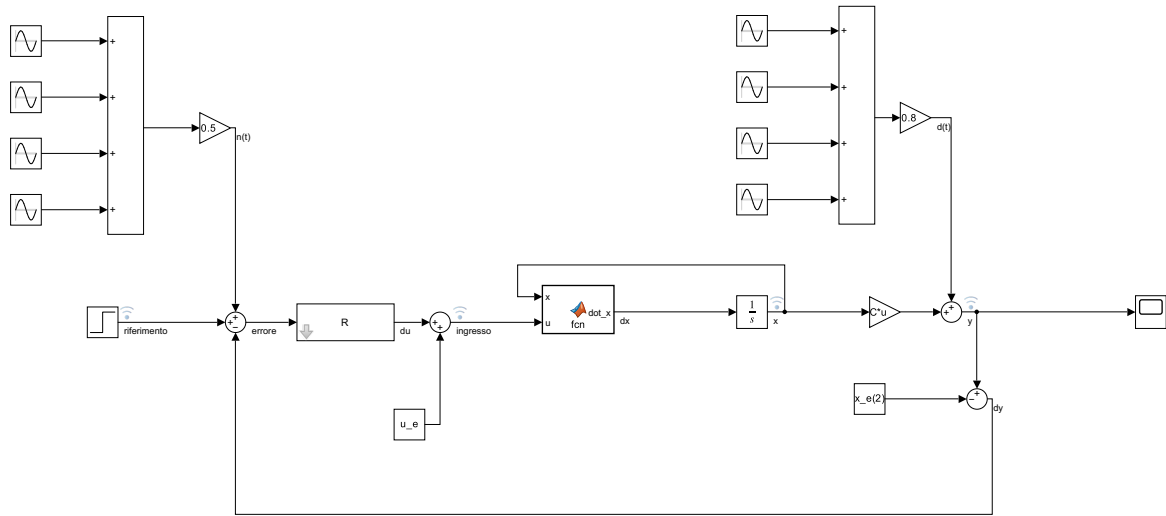 +
+
+
+
0.5
n(t)
+
+
+
+
0.8
d(t)
riferimento
+
+
−
errore
R
du
+
+
ingresso
x
u
fcn
dot_x
dx
1
s
x
C*u
+
+
y
u_e
x_e(2)
+
−
dy